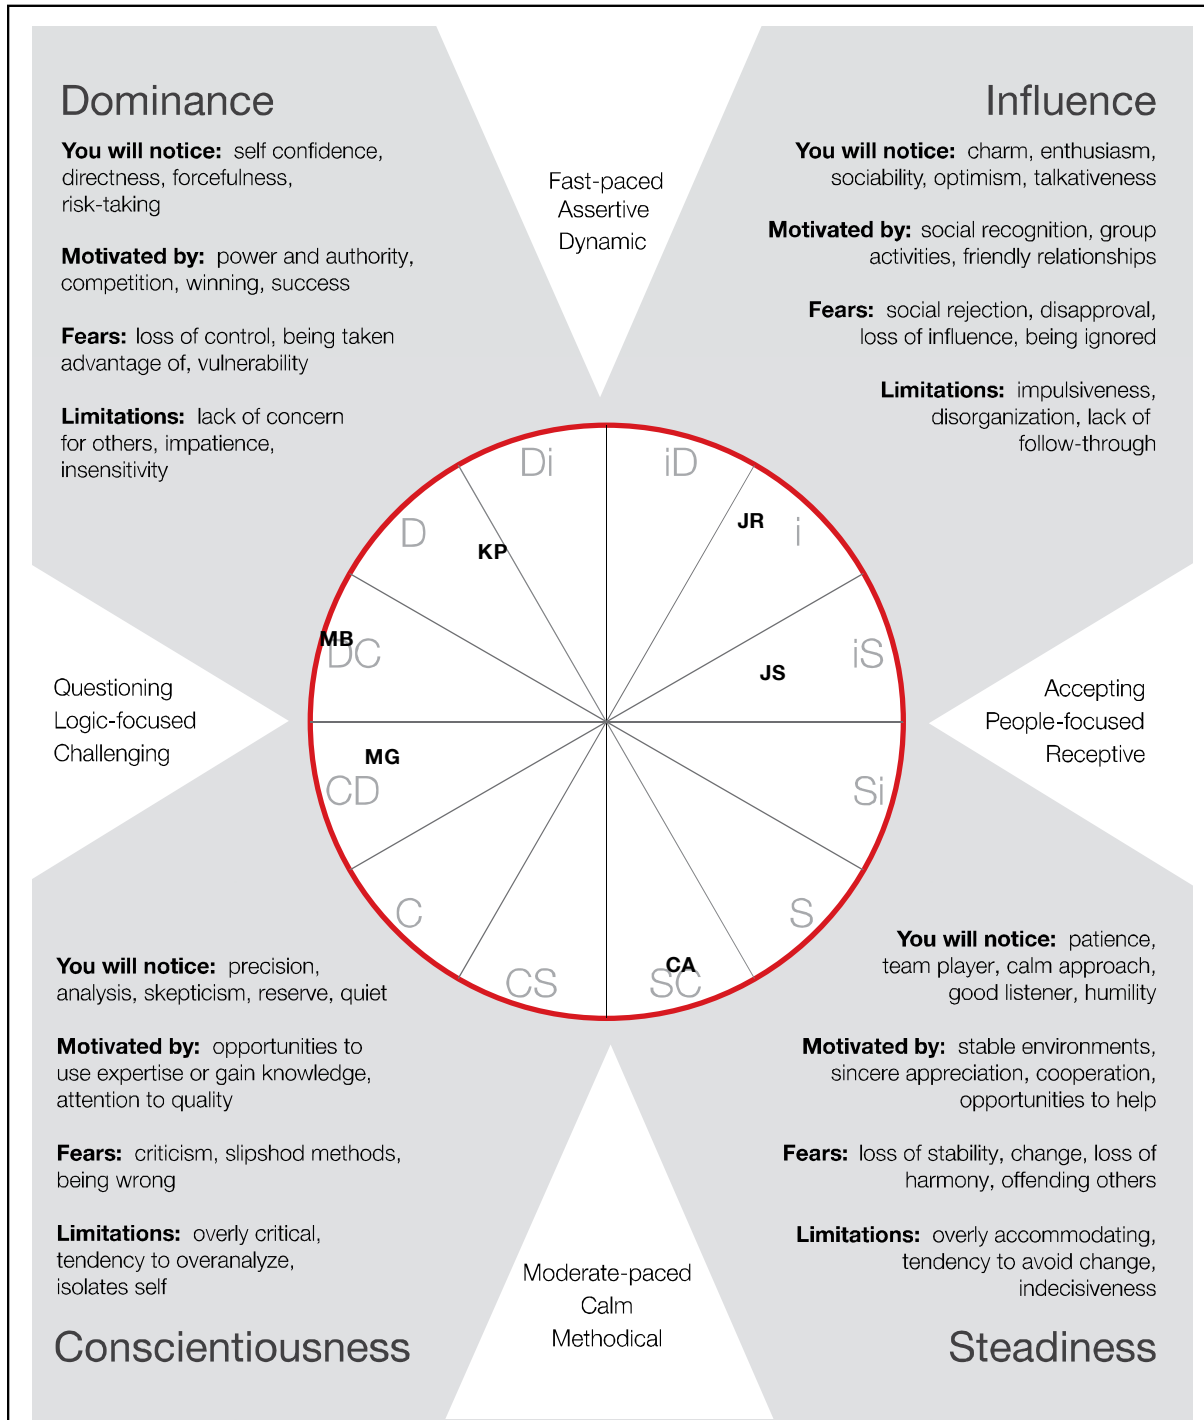 Dominance
You will notice: self confidence,
directness, forcefulness,
risk-taking
Motivated by: power and authority,
competition, winning, success
Fears: loss of control, being taken
advantage of, vulnerability
Limitations: lack of concern
for others, impatience,
insensitivity
Fast-paced
Assertive
Dynamic
Influence
You will notice: charm, enthusiasm,
sociability, optimism, talkativeness
Motivated by: social recognition, group
activities, friendly relationships
Fears: social rejection, disapproval,
loss of influence, being ignored
Limitations: impulsiveness,
disorganization, lack of
follow-through
Di
iD
D
KP
JR
i
MB
DC
JS
iS
Questioning
Logic-focused
Challenging
Accepting
People-focused
Receptive
MG
CD
Si
C
S
CS
CA
SC
You will notice: precision,
analysis, skepticism, reserve, quiet
Motivated by: opportunities to
use expertise or gain knowledge,
attention to quality
Fears: criticism, slipshod methods,
being wrong
Limitations: overly critical,
tendency to overanalyze,
isolates self
Conscientiousness
Moderate-paced
Calm
Methodical
You will notice: patience,
team player, calm approach,
good listener, humility
Motivated by: stable environments,
sincere appreciation, cooperation,
opportunities to help
Fears: loss of stability, change, loss of
harmony, offending others
Limitations: overly accommodating,
tendency to avoid change,
indecisiveness
Steadiness